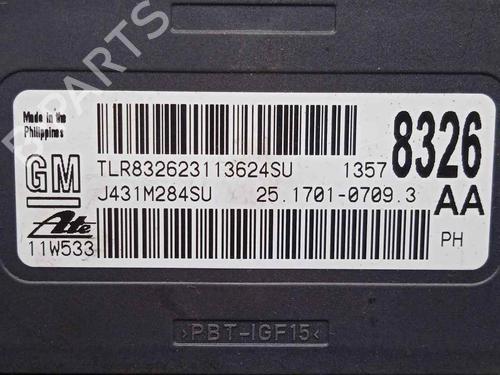 B-PARTS
Made in the
Philippines
GM
TLR832623113624SU 1357 8326
J431M284SU 25.1701-0709.3 AA
Ate
11W533 PH
>PBT-IGF15<